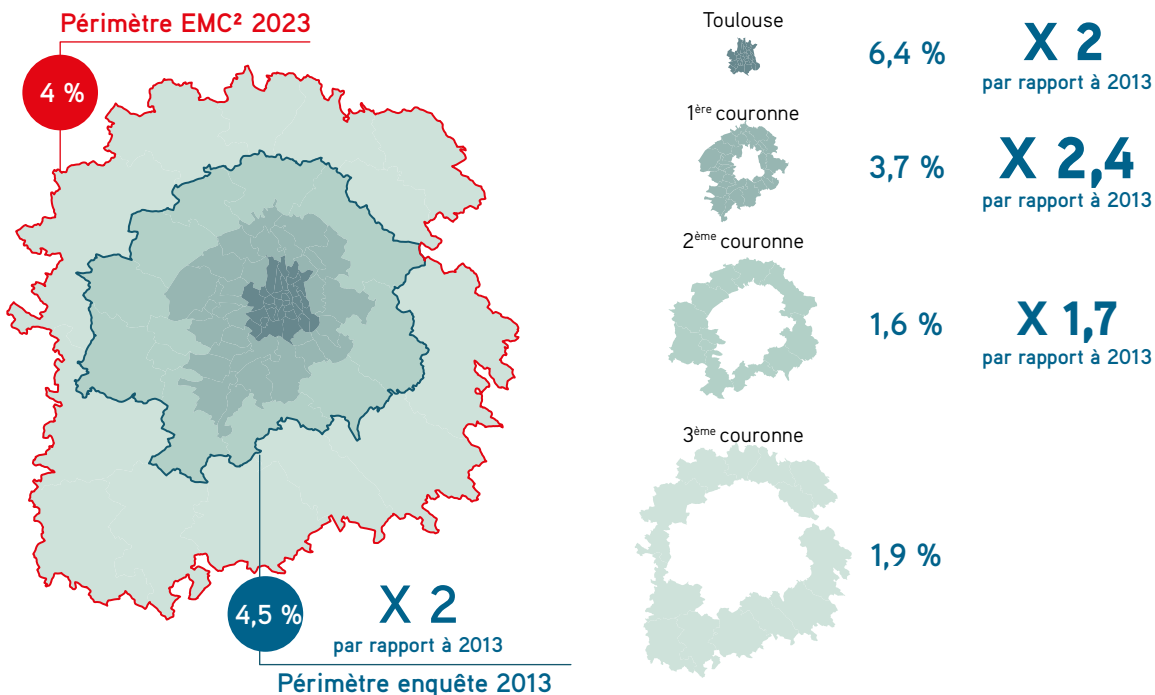 Périmètre EMC² 2023
4 %
4,5 %
X 2
par rapport à 2013
Périmètre enquête 2013
Toulouse
6,4 %
X 2
par rapport à 2013
1ère couronne
3,7 %
X 2,4
par rapport à 2013
2ème couronne
1,6 %
X 1,7
par rapport à 2013
3ème couronne
1,9 %